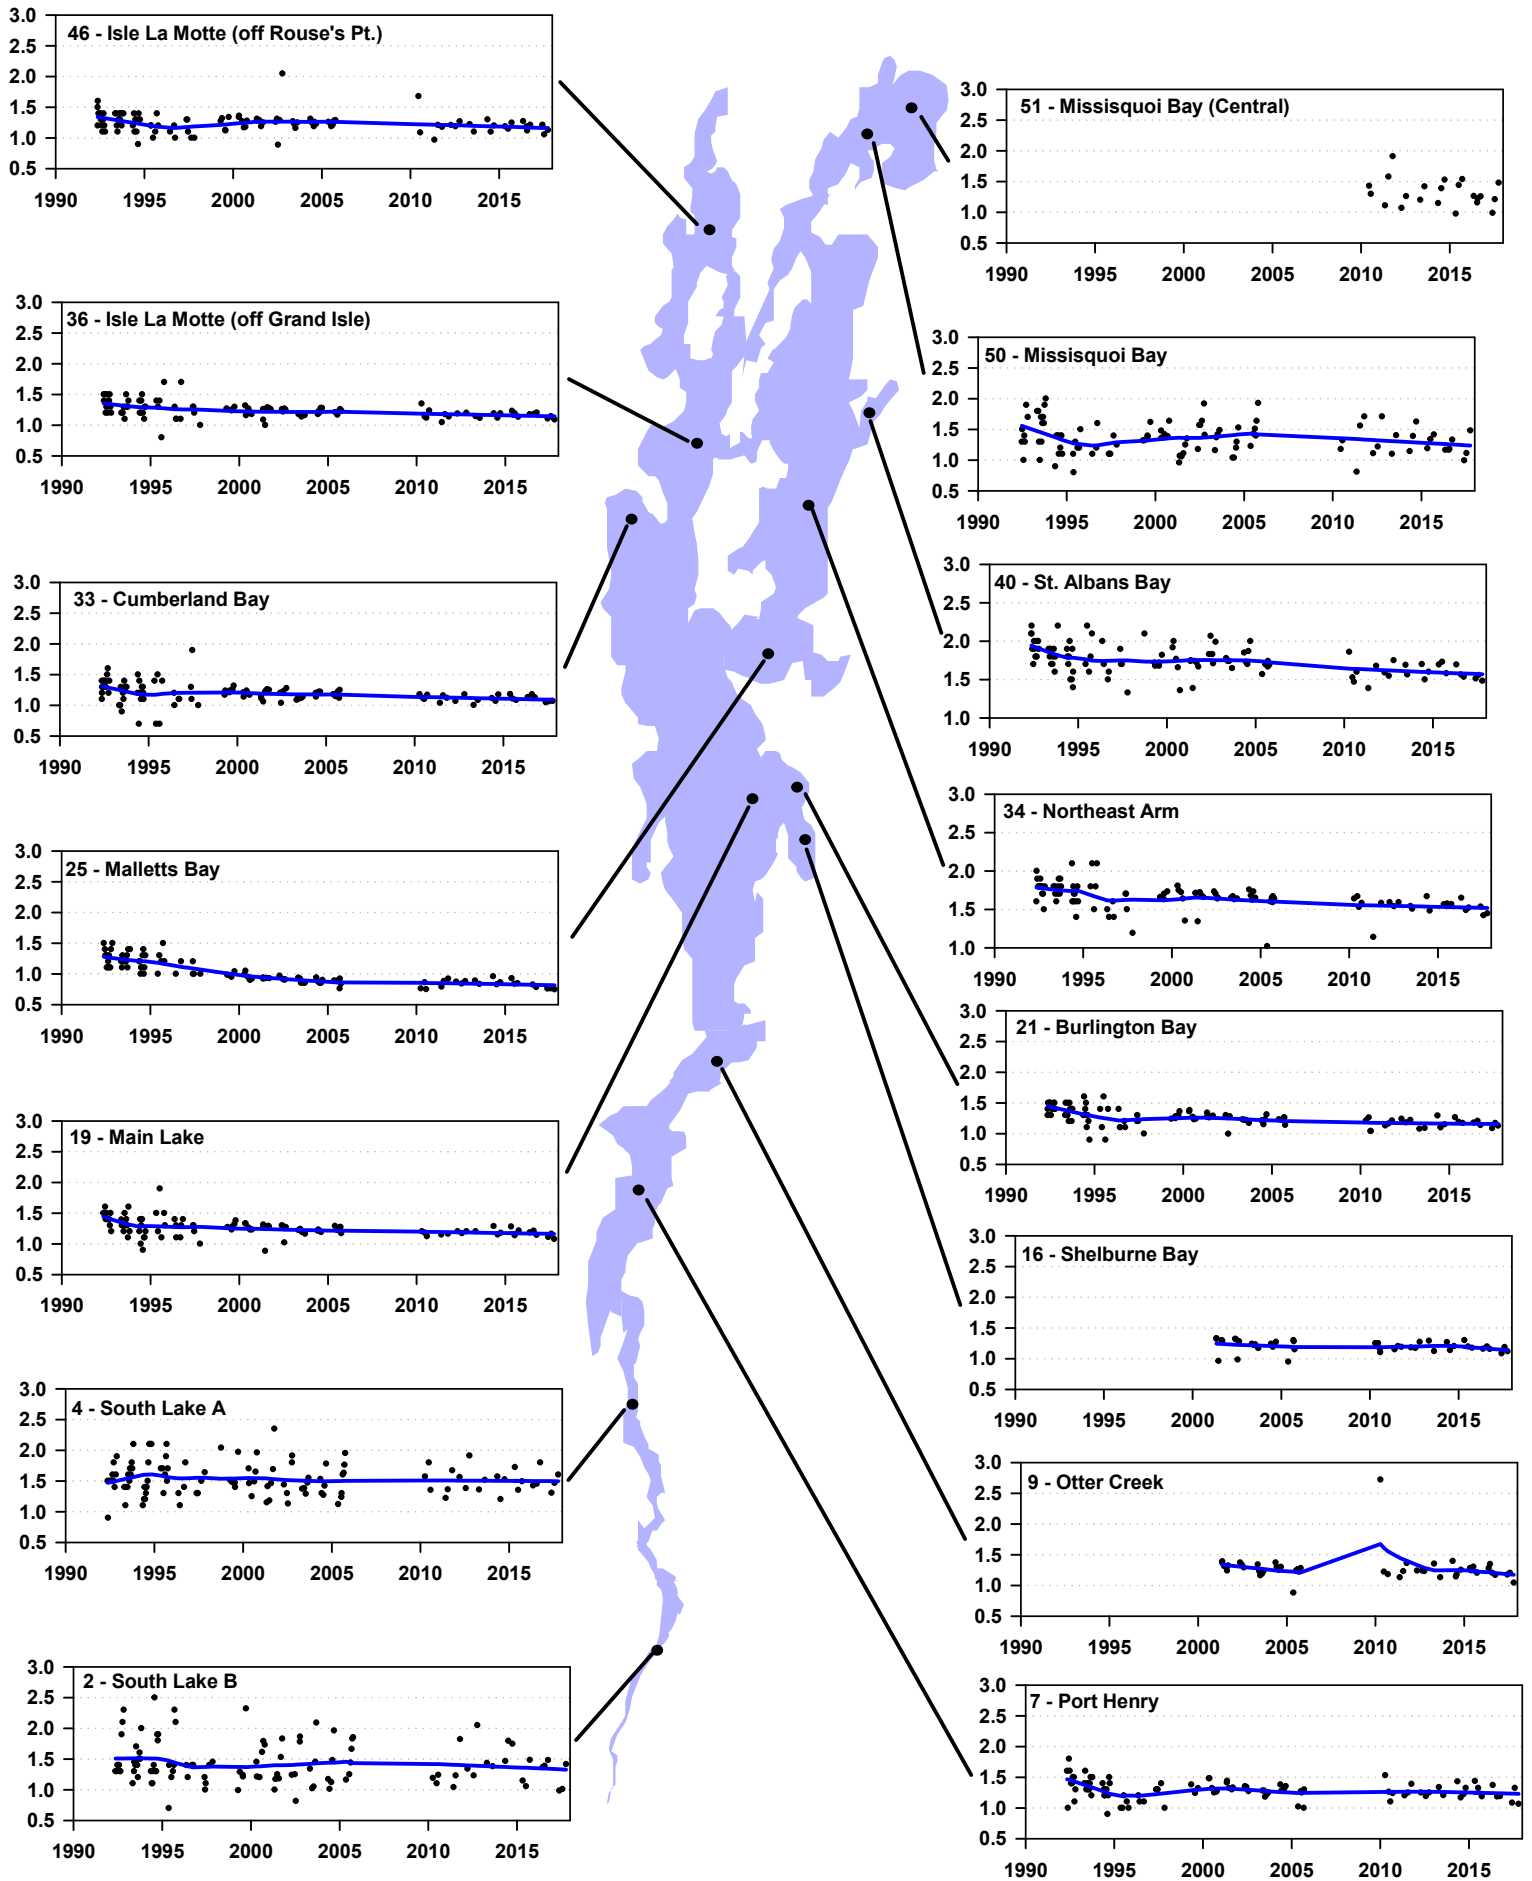 46 - Isle La Motte (off Rouse's Pt.)
3.0
2.5
2.0
1.5
1.0
0.5
1990 1995 2000 2005 2010 2015
36 - Isle La Motte (off Grand Isle)
3.0
2.5
2.0
1.5
1.0
0.5
1990 1995 2000 2005 2010 2015
33 - Cumberland Bay
3.0
2.5
2.0
1.5
1.0
0.5
1990 1995 2000 2005 2010 2015
25 - Malletts Bay
3.0
2.5
2.0
1.5
1.0
0.5
1990 1995 2000 2005 2010 2015
19 - Main Lake
3.0
2.5
2.0
1.5
1.0
0.5
1990 1995 2000 2005 2010 2015
4 - South Lake A
3.0
2.5
2.0
1.5
1.0
0.5
1990 1995 2000 2005 2010 2015
2 - South Lake B
3.0
2.5
2.0
1.5
1.0
0.5
1990 1995 2000 2005 2010 2015
51 - Missisquoi Bay (Central)
3.0
2.5
2.0
1.5
1.0
0.5
1990 1995 2000 2005 2010 2015
50 - Missisquoi Bay
3.0
2.5
2.0
1.5
1.0
0.5
1990 1995 2000 2005 2010 2015
40 - St. Albans Bay
3.0
2.5
2.0
1.5
1.0
1990 1995 2000 2005 2010 2015
34 - Northeast Arm
3.0
2.5
2.0
1.5
1.0
1990 1995 2000 2005 2010 2015
21 - Burlington Bay
3.0
2.5
2.0
1.5
1.0
0.5
1990 1995 2000 2005 2010 2015
16 - Shelburne Bay
3.0
2.5
2.0
1.5
1.0
0.5
1990 1995 2000 2005 2010 2015
9 - Otter Creek
3.0
2.5
2.0
1.5
1.0
0.5
1990 1995 2000 2005 2010 2015
7 - Port Henry
3.0
2.5
2.0
1.5
1.0
0.5
1990 1995 2000 2005 2010 2015